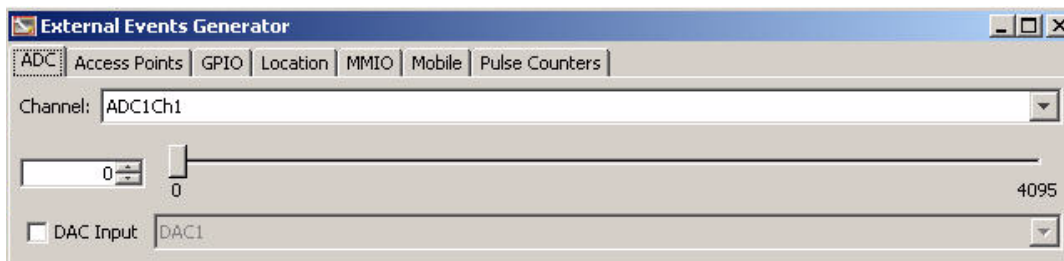 External Events Generator
ADC Access Points GPIO Location MMIO Mobile Pulse Counters
Channel: ADC1Ch1
0
0 4095
DAC Input DAC1